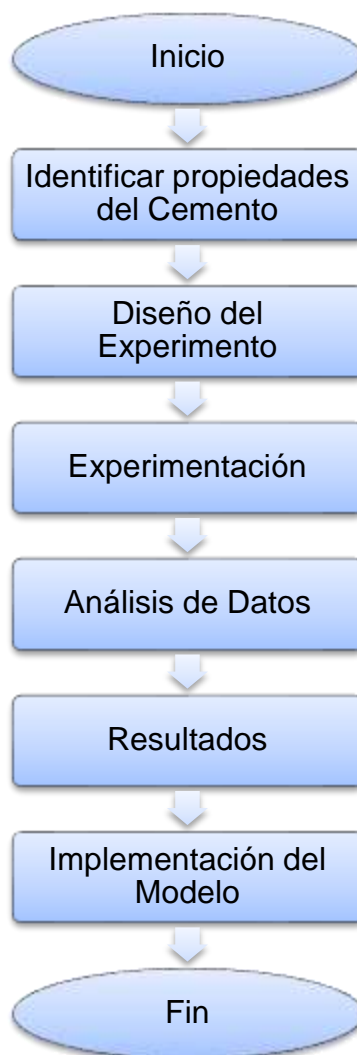 Inicio
Identificar propiedades
del Cemento
Diseño del
Experimento
Experimentación
Análisis de Datos
Resultados
Implementación del
Modelo
Fin